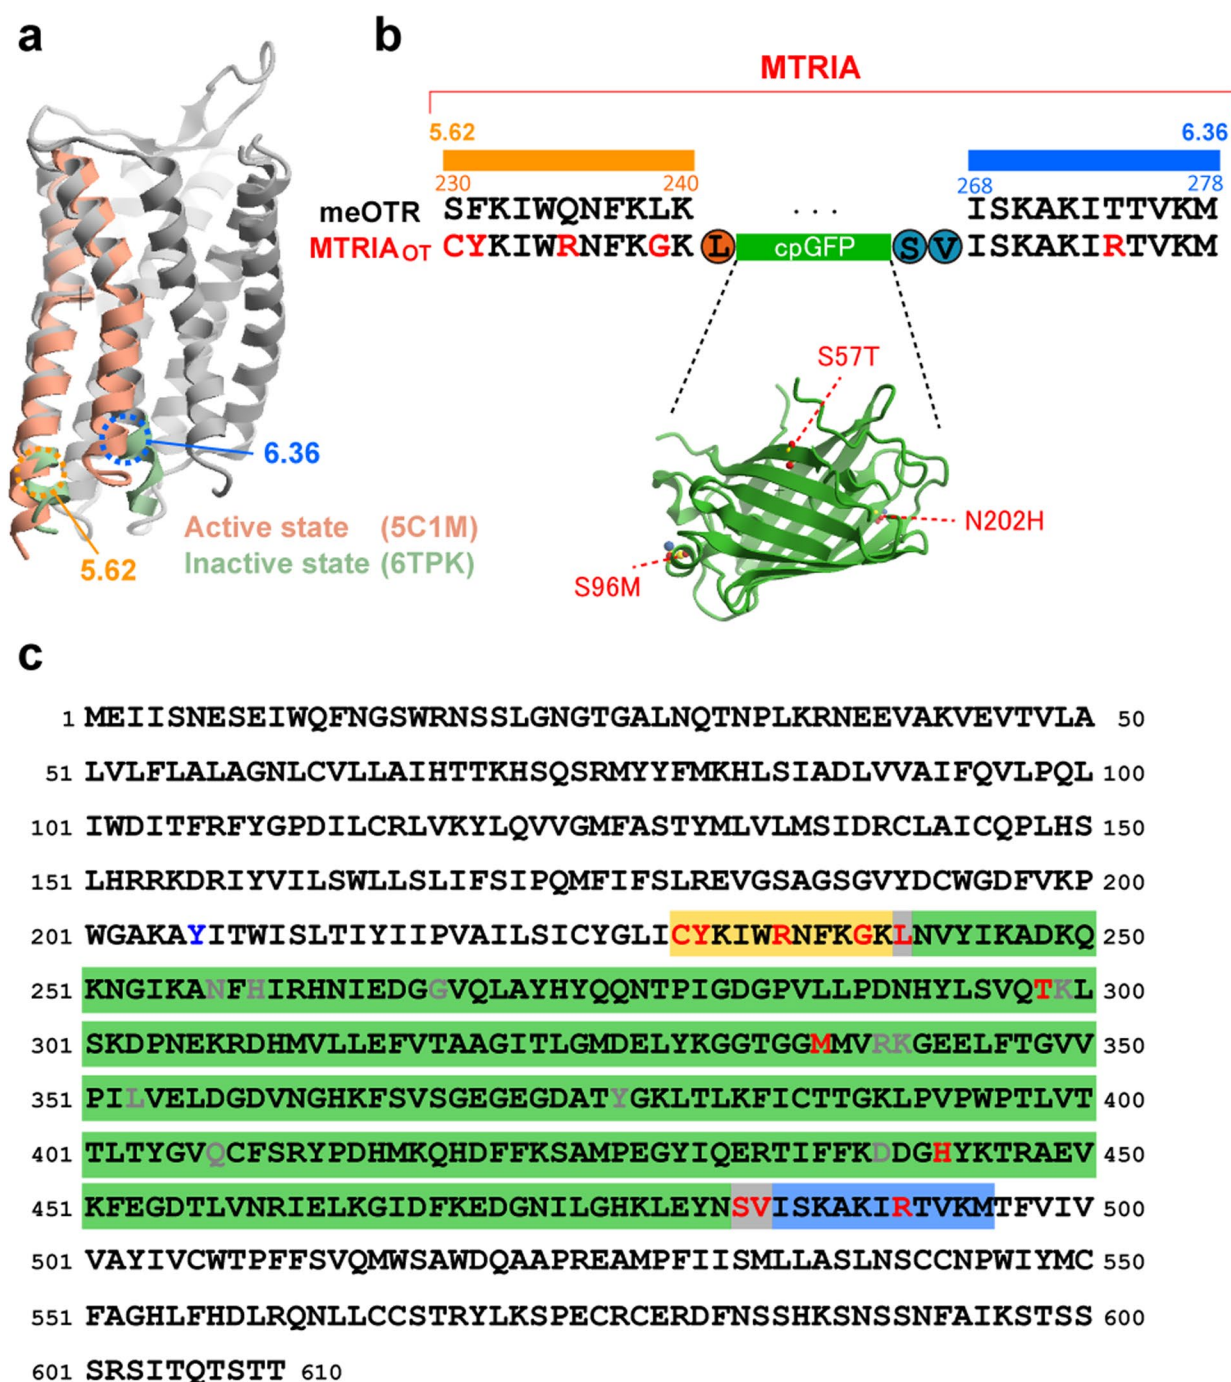 a
6.36
Active state (5C1M)
Inactive state (6TPK)
5.62
b
MTRIA
5.62 6.36
230 240 268 278
meOTR SFKIWQNFKLK ... ISKAKITTVKM
MTRIA OT CYKIWRNFKGK L cpGFP S V ISKAKIRTVKM
S57T
N202H
S96M
c
1 MEIISNESEIWQFNGSWRNSSLGNGTGALNQTNPLKRNEEVAKVEVTVLA 50
51 LVLFLALAGNLCVLLAIHTTKHSQSRMYYFMKHLSIADLVVAIFQVLPQL 100
101 IWDITFRFYGPDILCRLVKYLQVVGMFASTYMLVLMSIDRCLAICQPLHS 150
151 LHRRKDRIYVILSWLLSLIFSIPQMFIFSLREVGSAGSGVYDCWGDFVKP 200
201 WGAKAYITWISLTIYIIPVAILSICYGLICYKIWRNFKGKLNVYIKADKQ 250
251 KNGIKANFHIRHNIEDGGVQLAYHYQQNTPIGDGPVLLPDNHYLSVQTKL 300
301 SKDPNEKRDHMVLLEFVTAAGITLGMDELYKGGTGGMMVRKGEELFTGVV 350
351 PILVELDGDVNGHKFSVSGEGEGDATYGKLTLKFICTTGKLPVPWPTLVT 400
401 TLTYGVQCFSRYPDHMKQHDFFKSAMPEGYIQERTIFFKDDGHYKTRAEV 450
451 KFEGDTLVNRIELKGIDFKEDGNILGHKLEYNSVISKAKIRTVKMTFVIV 500
501 VAYIVCWTPFFSVQMWSAWDQAAPREAMPFIISMLLASLNSCCNPWIYMC 550
551 FAGHLFHDLRQNLLCCSTRYLKSPECRCERDFNSSHKSNSSNFAIKSTSS 600
601 SRSITQTSTT 610